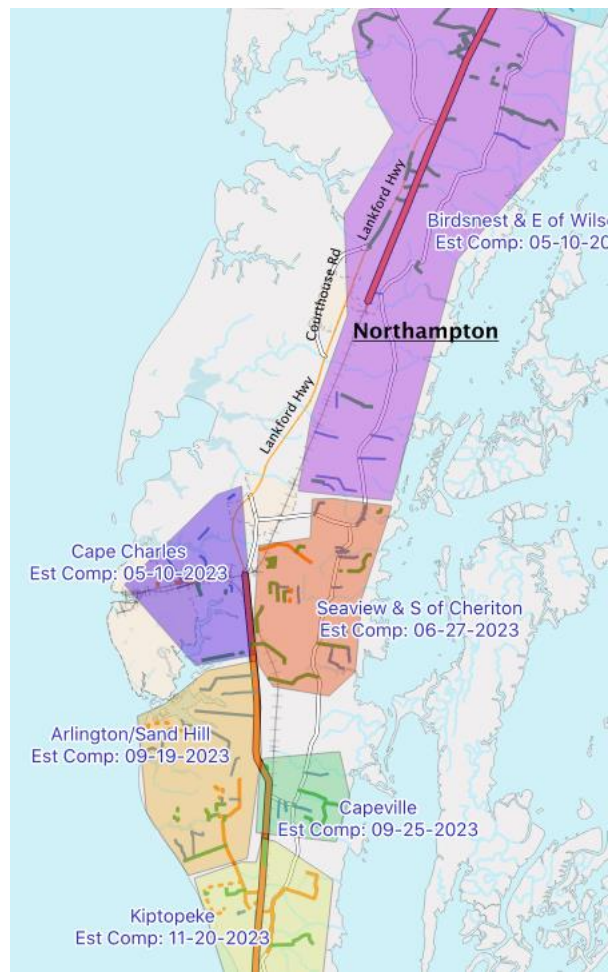 Lankford Hwy
Birdsnest & E of Wils
Est Comp: 05-10-20
Courthouse Rd
Northampton
Lankford Hwy
Cape Charles
Est Comp: 05-10-2023
Seaview & S of Cheriton
Est Comp: 06-27-2023
Arlington/Sand Hill
Est Comp: 09-19-2023
Capeville
Est Comp: 09-25-2023
Kiptopeke
Est Comp: 11-20-2023